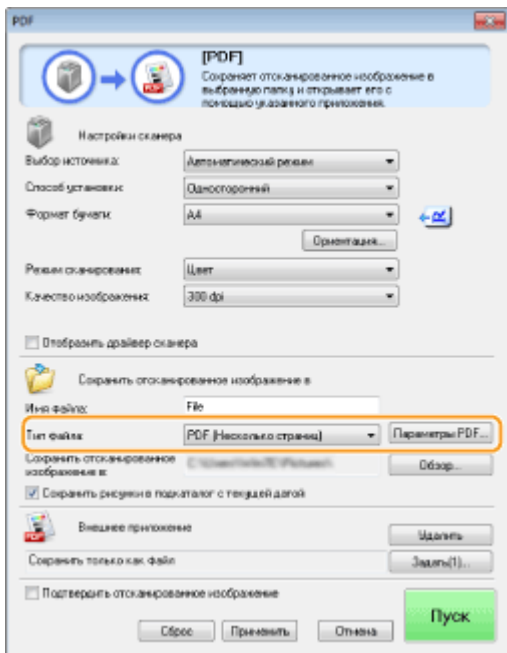 PDF
[PDF]
Сохраняет отсканированное изображение в
выбранную папку и открывает его с
помощью указанного приложения.
PDF
Настройки сканера
Выбор источника: Автоматический режим
Способ установки: Односторонний
Формат бумаги: A4
Ориентация...
Режим сканирования: Цвет
Качество изображения: 300 dpi
Отобразить драйвер сканера
Сохранить отсканированное изображение в
Имя файла: File
Тип файла: PDF (Несколько страниц) Параметры PDF...
Сохранить отсканированное
изображение в: Обзор...
Сохранить рисунки в подкаталог с текущей датой
PDF
Внешнее приложение
Удалить
Сохранить только как файл Задать(1)...
Подтвердить отсканированное изображение
Сброс Применить Отмена Пуск